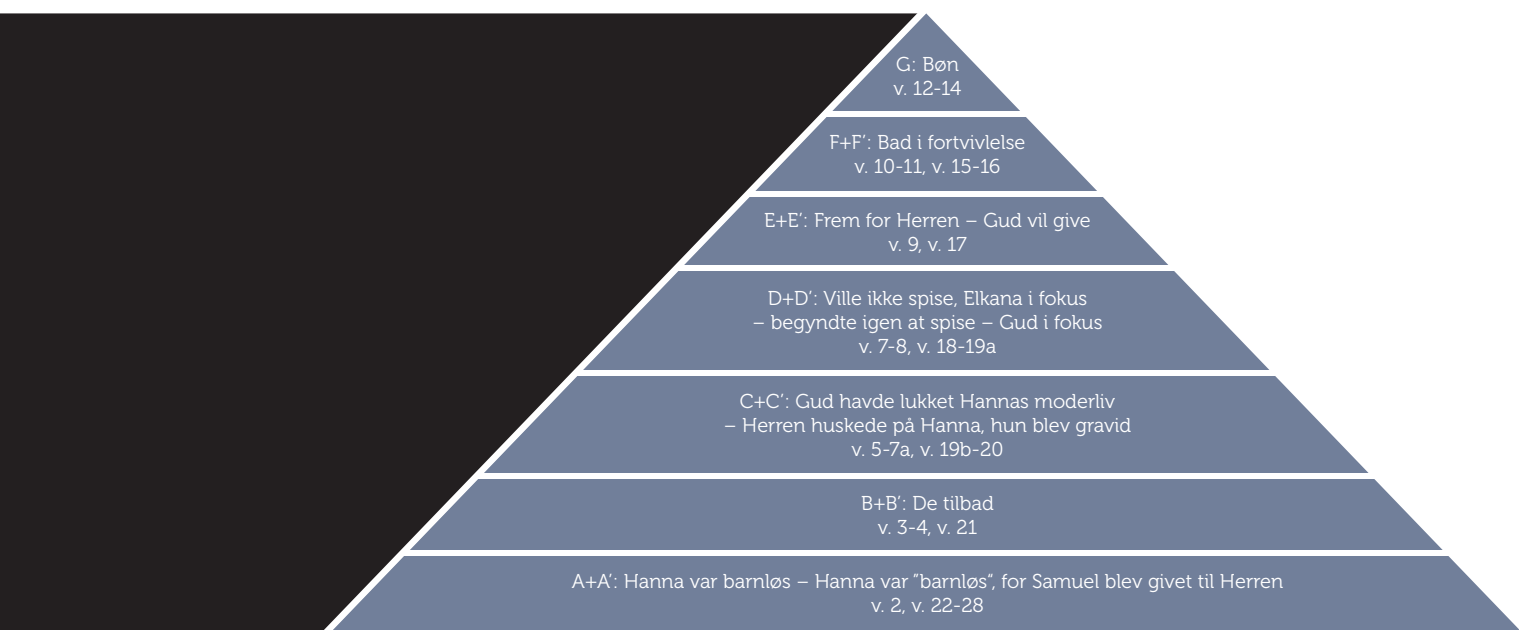 G: Bøn
v. 12-14
F+F’: Bad i fortvivlelse
v. 10-11, v. 15-16
E+E’: Frem for Herren – Gud vil give
v. 9, v. 17
D+D’: Ville ikke spise, Elkana i fokus
– begyndte igen at spise – Gud i fokus
v. 7-8, v. 18-19a
C+C’: Gud havde lukket Hannas moderliv
– Herren huskede på Hanna, hun blev gravid
v. 5-7a, v. 19b-20
B+B’: De tilbad
v. 3-4, v. 21
A+A’: Hanna var barnløs – Hanna var ”barnløs“, for Samuel blev givet til Herren
v. 2, v. 22-28